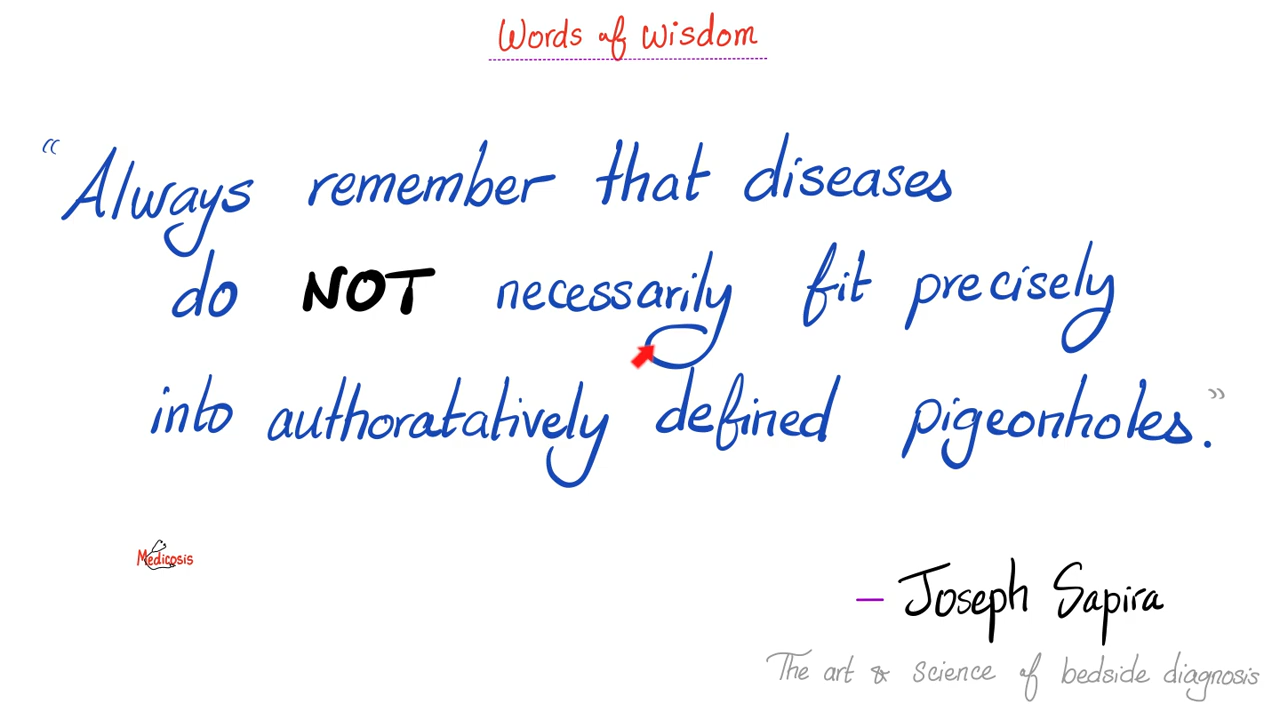 Words of Wisdom
“Always remember that diseases
do NOT necessarily fit precisely
into authoratatively defined pigeonholes.”
Medicosis
– Joseph Sapira
The art & science of bedside diagnosis